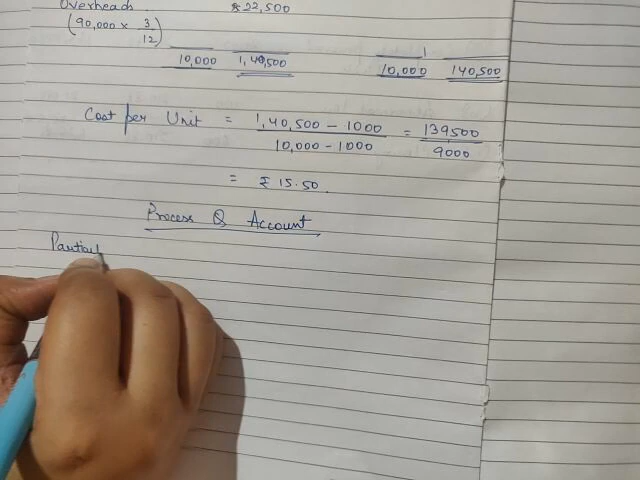 Overheads. ₹22,500
(90,000 × 3/12)
10,000 1,40,500 10,000 140,500
Cost per Unit = 1,40,500 - 1000 / 10,000 - 1000 = 139500 / 9000
= ₹ 15.50.
Process Q Account